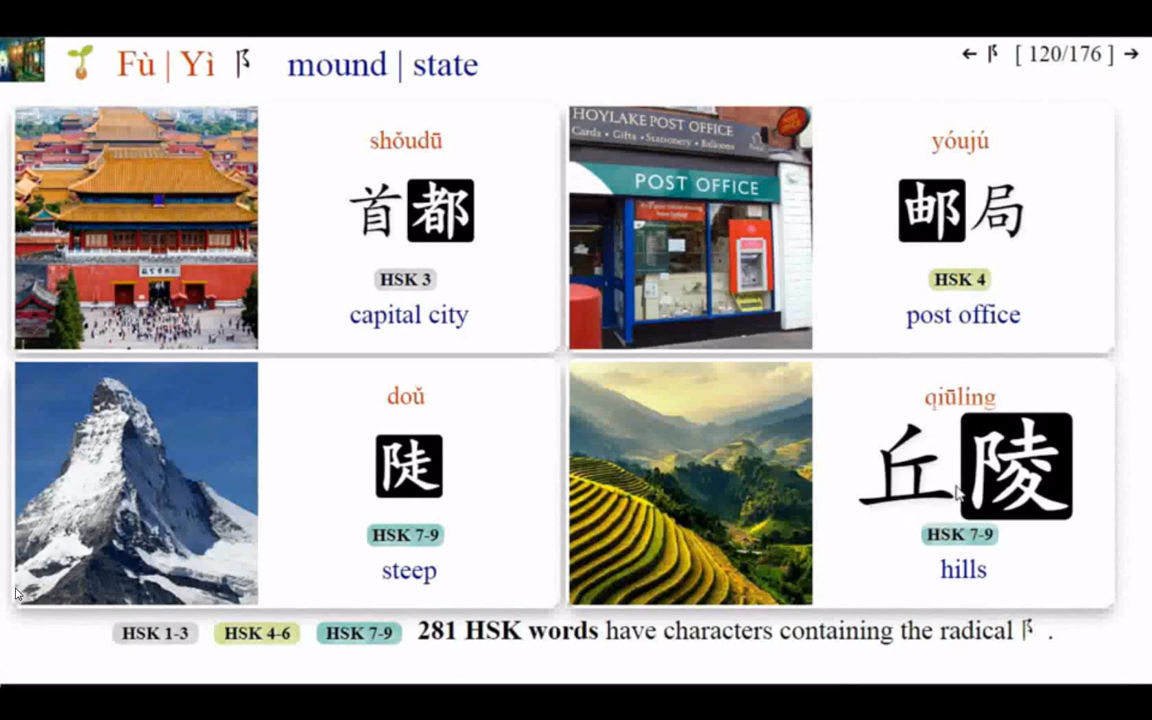 Fù | Yì 阝 mound | state
← 阝 [ 120/176 ] →
shǒudū
首都
HSK 3
capital city
HOYLAKE POST OFFICE
Cards • Gifts • Stationery • Balloons
POST OFFICE
yóujú
邮局
HSK 4
post office
doǔ
陡
HSK 7-9
steep
qiūlíng
丘陵
HSK 7-9
hills
HSK 1-3 HSK 4-6 HSK 7-9 281 HSK words have characters containing the radical 阝 .